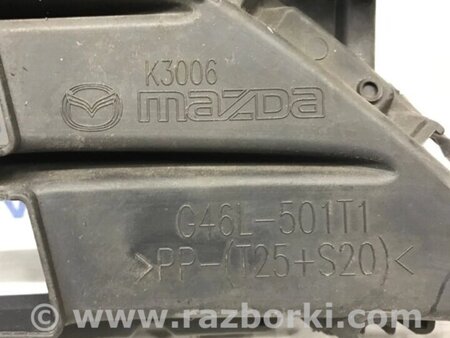 K3006
mazda
G46L-501T1
>PP-(T25+S20)<
www.razborki.com